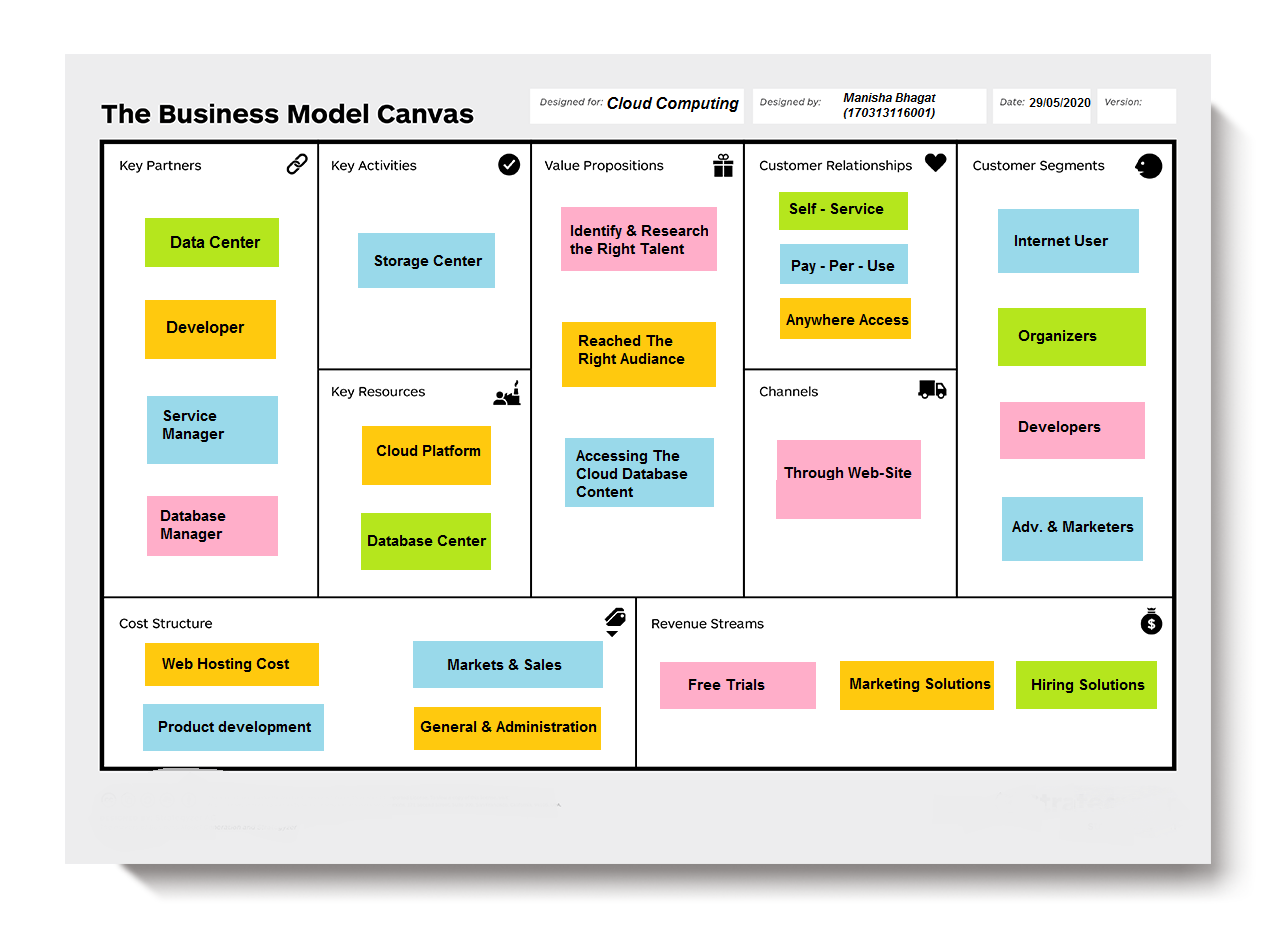 The Business Model Canvas
Designed for: Cloud Computing
Designed by: Manisha Bhagat
(170313116001)
Date: 29/05/2020
Version:
Key Partners
Data Center
Developer
Service
Manager
Database
Manager
Key Activities
Storage Center
Key Resources
Cloud Platform
Database Center
Value Propositions
Identify & Research
the Right Talent
Reached The
Right Audiance
Accessing The
Cloud Database
Content
Customer Relationships
Self - Service
Pay - Per - Use
Anywhere Access
Channels
Through Web-Site
Customer Segments
Internet User
Organizers
Developers
Adv. & Marketers
Cost Structure
Web Hosting Cost
Markets & Sales
Product development
General & Administration
Revenue Streams
$
Free Trials
Marketing Solutions
Hiring Solutions